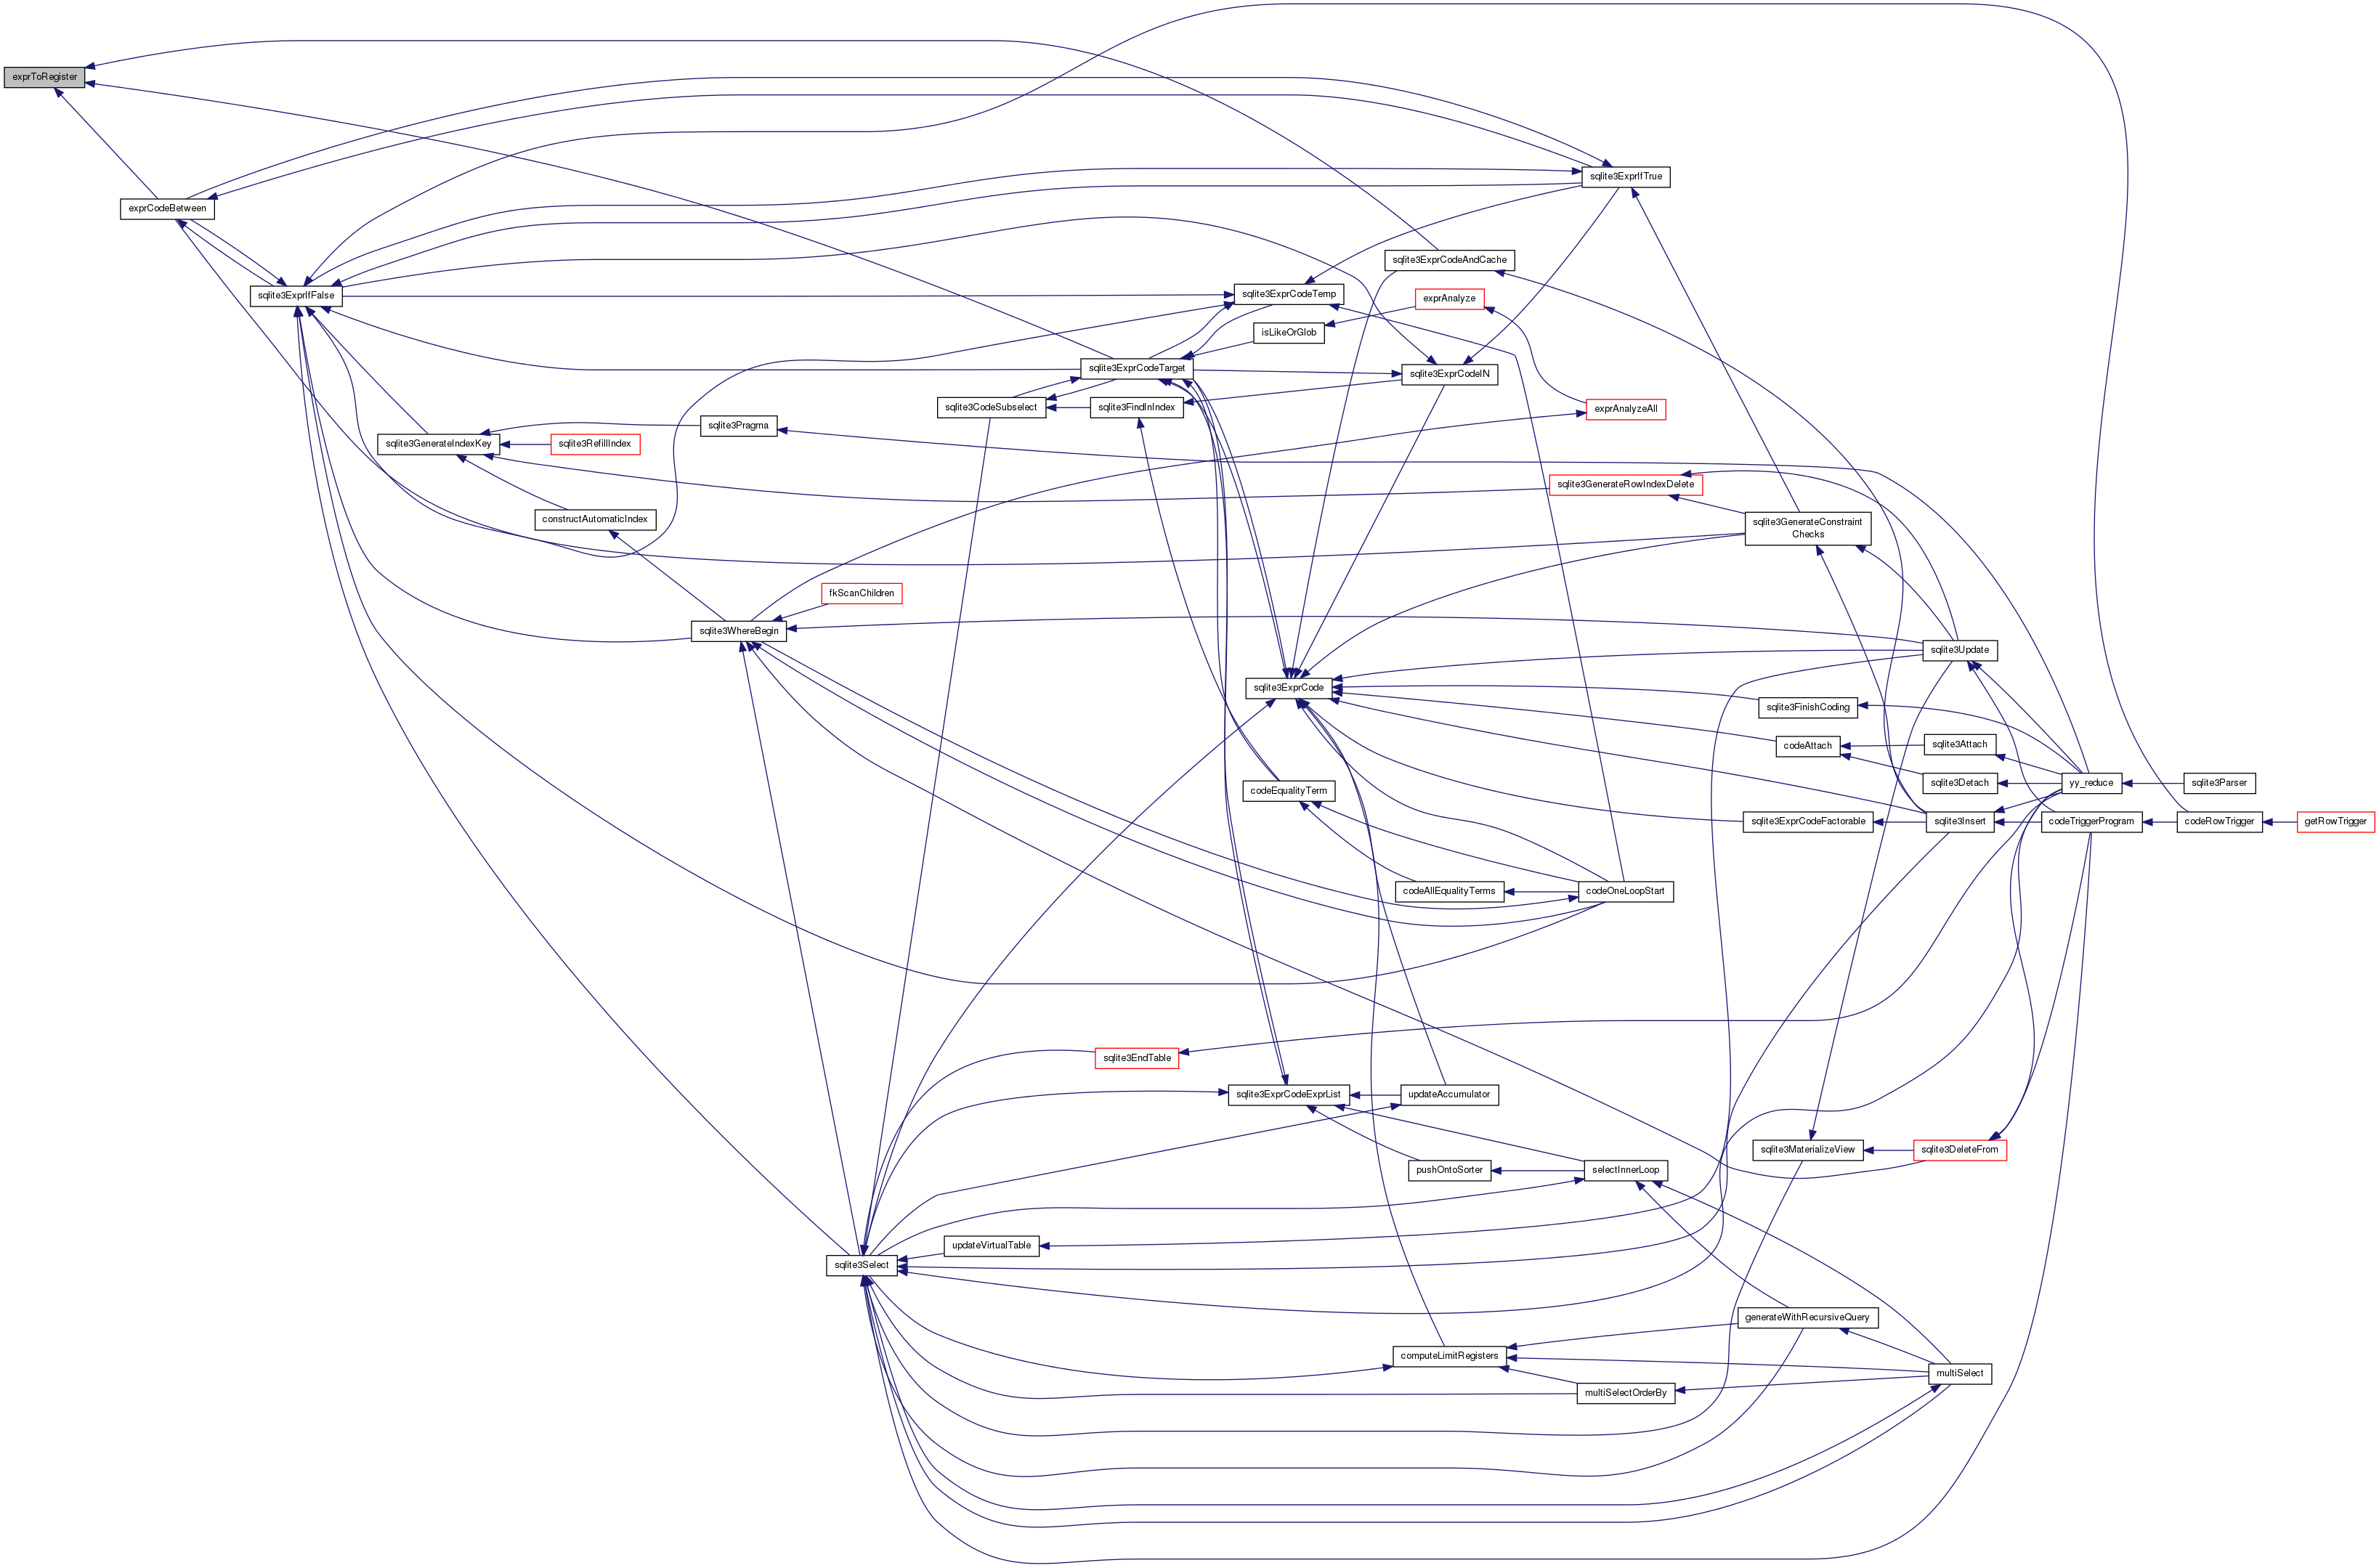 exprToRegister
sqlite3ExprIfTrue
exprCodeBetween
sqlite3ExprCodeAndCache
sqlite3ExprIfFalse
sqlite3ExprCodeTemp
exprAnalyze
isLikeOrGlob
sqlite3ExprCodeTarget
sqlite3ExprCodeIN
sqlite3CodeSubselect
sqlite3FindInIndex
exprAnalyzeAll
sqlite3Pragma
sqlite3GenerateIndexKey
sqlite3RefillIndex
sqlite3GenerateRowIndexDelete
constructAutomaticIndex
sqlite3GenerateConstraint
Checks
fkScanChildren
sqlite3WhereBegin
sqlite3Update
sqlite3ExprCode
sqlite3FinishCoding
codeAttach
sqlite3Attach
sqlite3Detach
yy_reduce
sqlite3Parser
codeEqualityTerm
sqlite3ExprCodeFactorable
sqlite3Insert
codeTriggerProgram
codeRowTrigger
getRowTrigger
codeAllEqualityTerms
codeOneLoopStart
sqlite3EndTable
sqlite3ExprCodeExprList
updateAccumulator
sqlite3MaterializeView
sqlite3DeleteFrom
pushOntoSorter
selectInnerLoop
updateVirtualTable
sqlite3Select
generateWithRecursiveQuery
computeLimitRegisters
multiSelect
multiSelectOrderBy